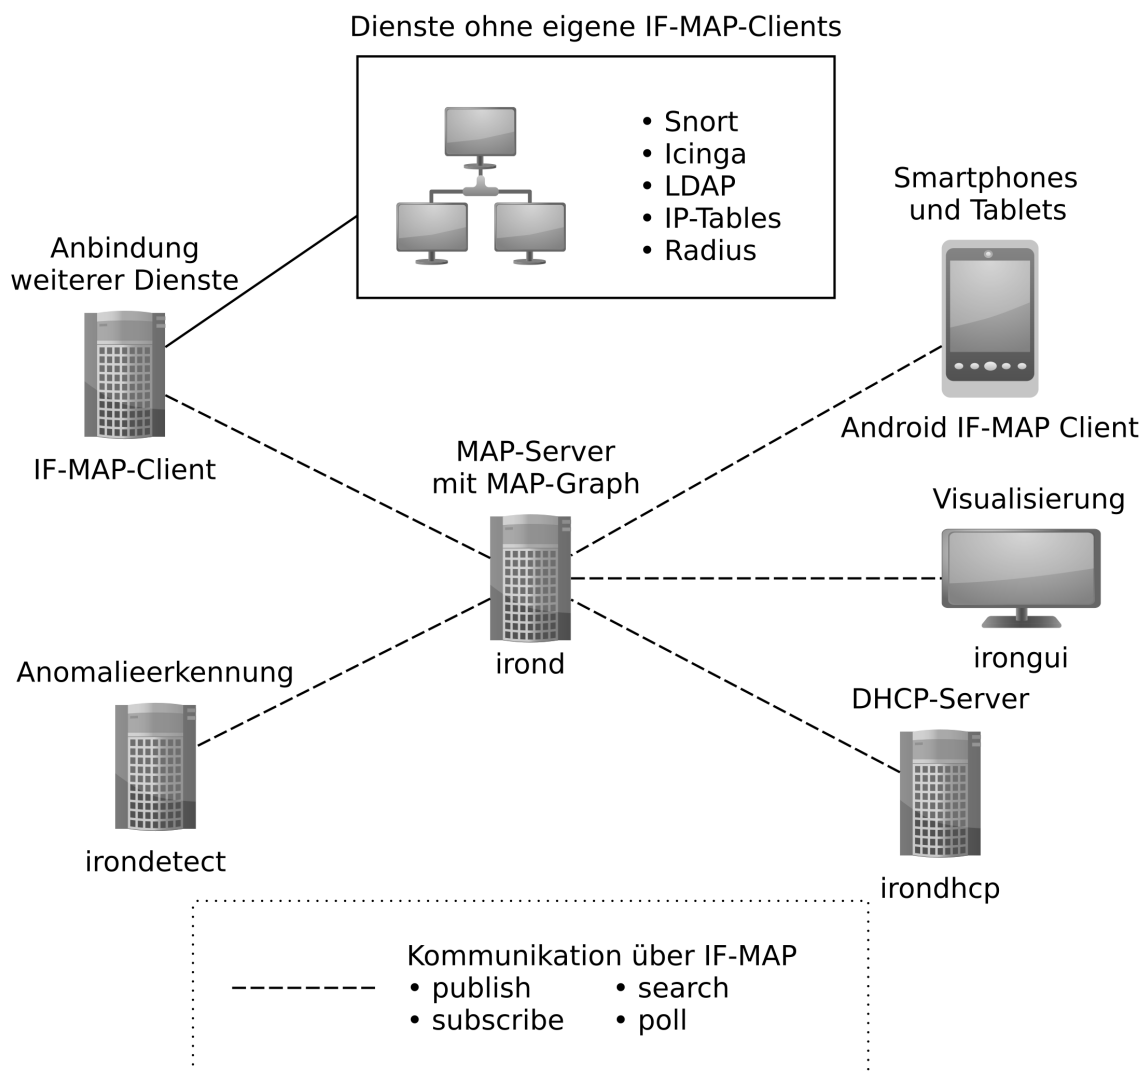 Dienste ohne eigene IF-MAP-Clients
• Snort
• Icinga
• LDAP
• IP-Tables
• Radius
Smartphones
und Tablets
Android IF-MAP Client
Anbindung
weiterer Dienste
IF-MAP-Client
MAP-Server
mit MAP-Graph
irond
Visualisierung
irongui
Anomalieerkennung
irondetect
DHCP-Server
irondhcp
Kommunikation über IF-MAP
• publish
• search
• subscribe
• poll